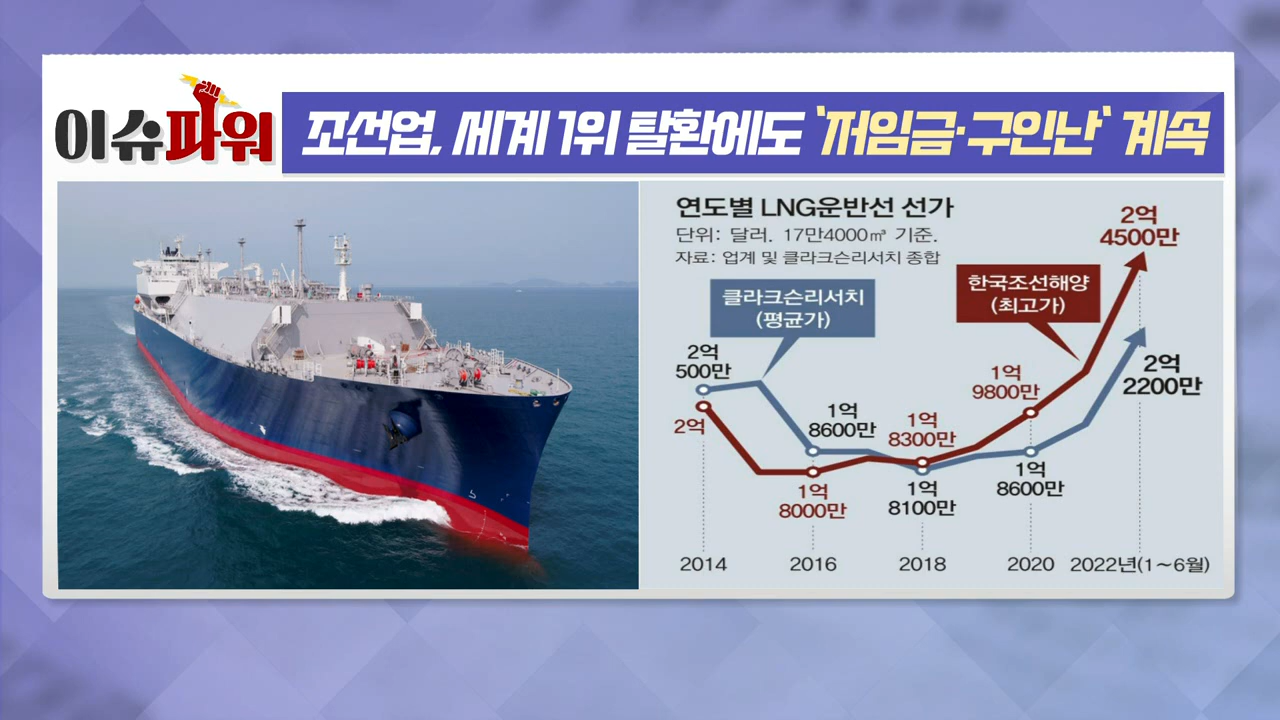 이슈파워
조선업, 세계 1위 탈환에도 '저임금·구인난' 계속
연도별 LNG운반선 선가
단위: 달러. 17만4000㎥ 기준.
자료: 업계 및 클라크슨리서치 종합
2억
4500만
클라크슨리서치
(평균가)
한국조선해양
(최고가)
2억
500만
2억
2200만
1억
9800만
1억
8600만
1억
8300만
2억
1억
8600만
1억
8000만
1억
8100만
2014
2016
2018
2020
2022년(1~6월)